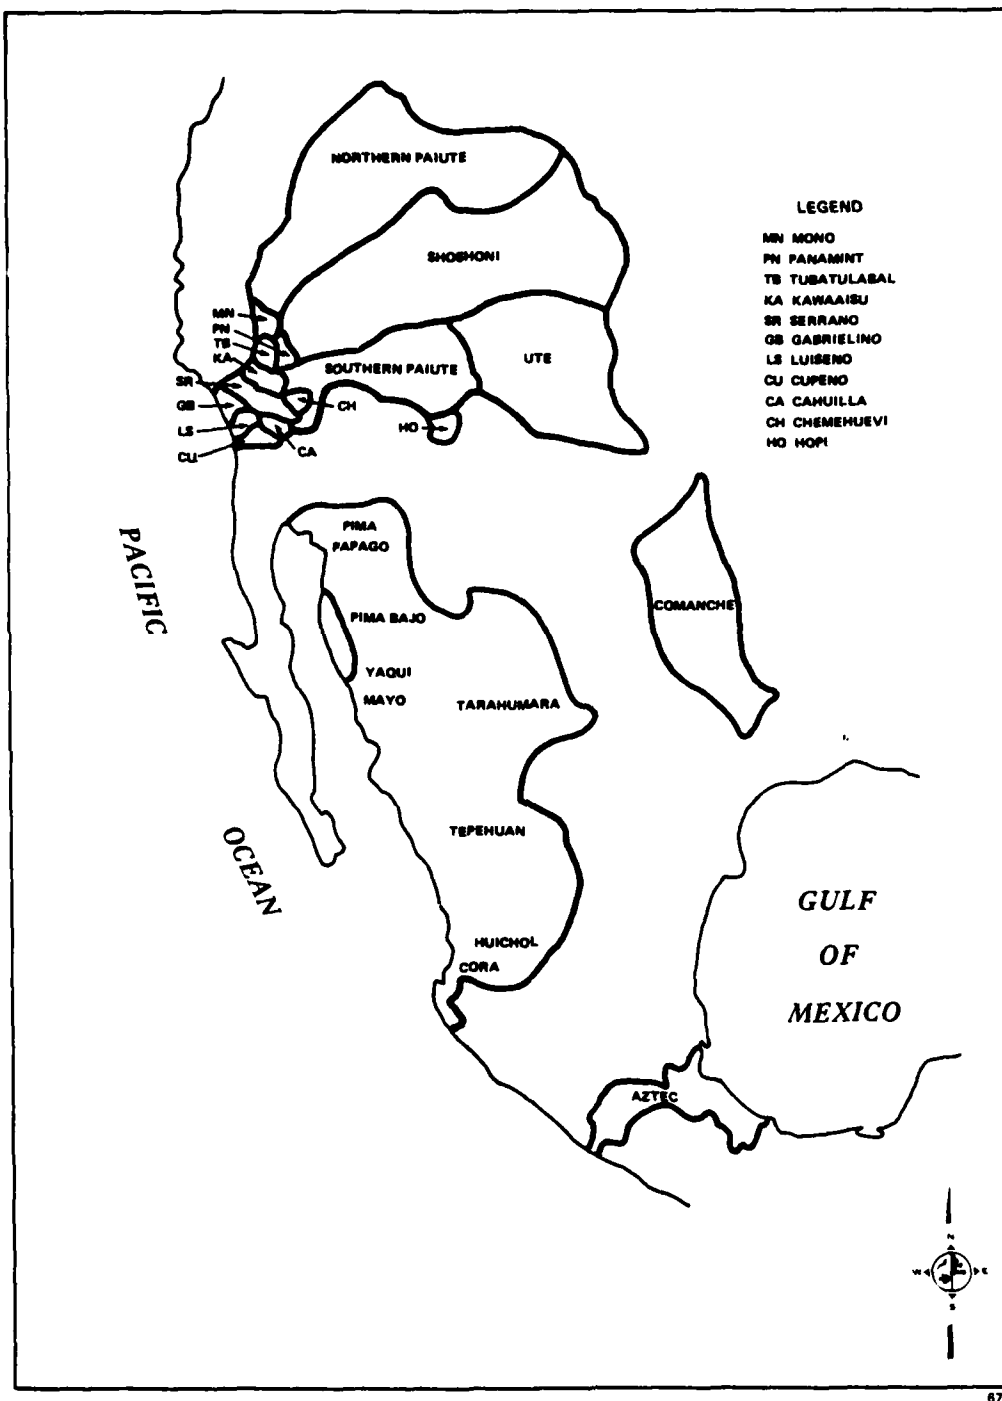 NORTHERN PAIUTE
SHOSHONI
MN
PN
TB
KA
SOUTHERN PAIUTE
UTE
SR
GB
CH
LS
HO
CU
CA
LEGEND
MN MONO
PN PANAMINT
TB TUBATULABAL
KA KAWAAISU
SR SERRANO
GB GABRIELINO
LS LUISENO
CU CUPENO
CA CAHUILLA
CH CHEMEHUEVI
HO HOPI
PIMA
PAPAGO
PIMA BAJO
YAQUI
MAYO
TARAHUMARA
COMANCHE
TEPEHUAN
HUICHOL
CORA
AZTEC
PACIFIC
OCEAN
GULF
OF
MEXICO
N
W E
S
67